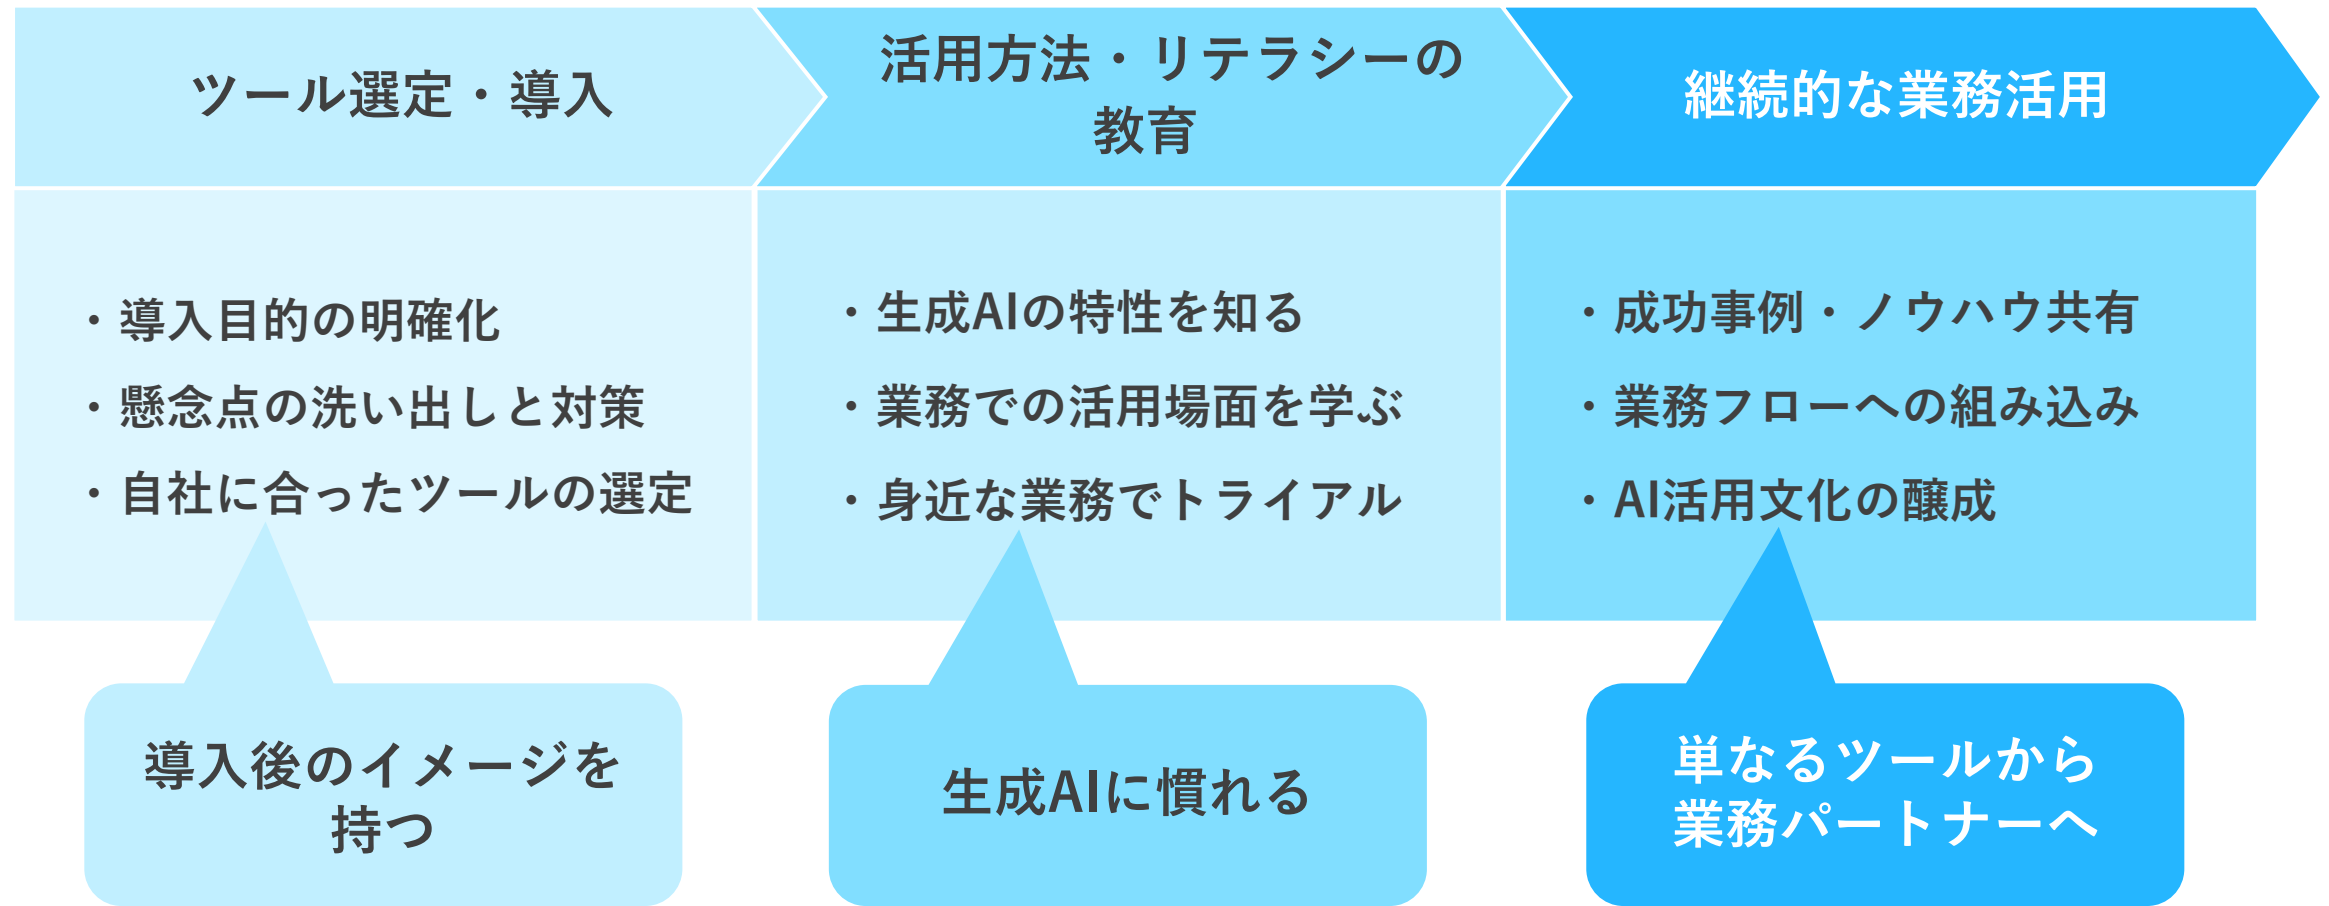 ツール選定・導入
活用方法・リテラシーの
教育
継続的な業務活用
・導入目的の明確化
・懸念点の洗い出しと対策
・自社に合ったツールの選定
・生成AIの特性を知る
・業務での活用場面を学ぶ
・身近な業務でトライアル
・成功事例・ノウハウ共有
・業務フローへの組み込み
・AI活用文化の醸成
導入後のイメージを
持つ
生成AIに慣れる
単なるツールから
業務パートナーへ